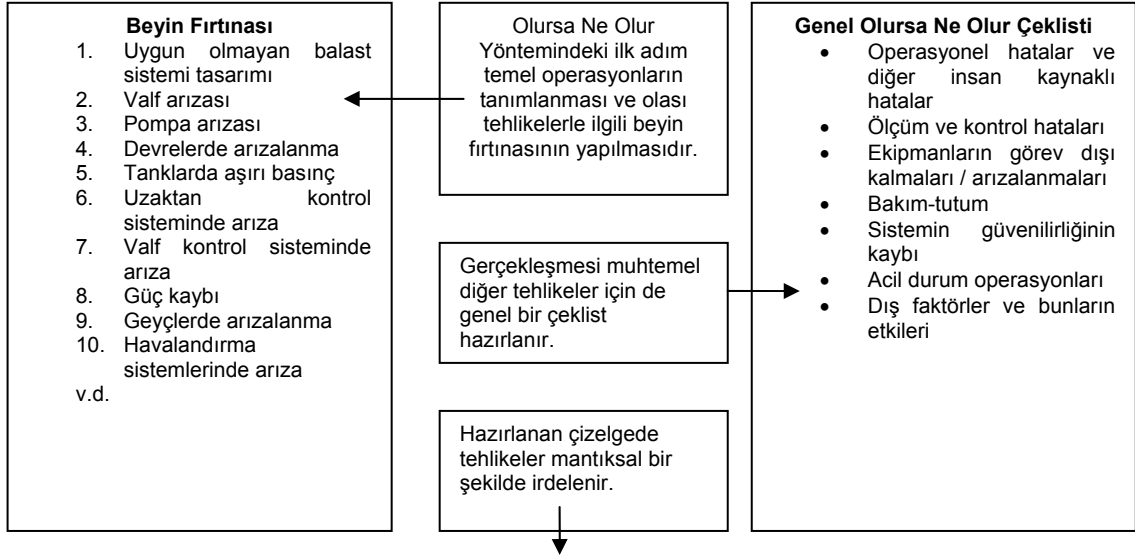 Beyin Fırtınası
1. Uygun olmayan balast
sistemi tasarımı
2. Valf arızası
3. Pompa arızası
4. Devrelerde arızalanma
5. Tanklarda aşırı basınç
6. Uzaktan kontrol
sisteminde arıza
7. Valf kontrol sisteminde
arıza
8. Güç kaybı
9. Geyçlerde arızalanma
10. Havalandırma
sistemlerinde arıza
v.d.
Olursa Ne Olur
Yöntemindeki ilk adım
temel operasyonların
tanımlanması ve olası
tehlikelerle ilgili beyin
fırtınasının yapılmasıdır.
Gerçekleşmesi muhtemel
diğer tehlikeler için de
genel bir çeklist
hazırlanır.
Hazırlanan çizelgede
tehlikeler mantıksal bir
şekilde irdelenir.
Genel Olursa Ne Olur Çeklisti
• Operasyonel hatalar ve
diğer insan kaynaklı
hatalar
• Ölçüm ve kontrol hataları
• Ekipmanların görev dışı
kalmaları / arızalanmaları
• Bakım-tutum
• Sistemin güvenilirliğinin
kaybı
• Acil durum operasyonları
• Dış faktörler ve bunların
etkileri